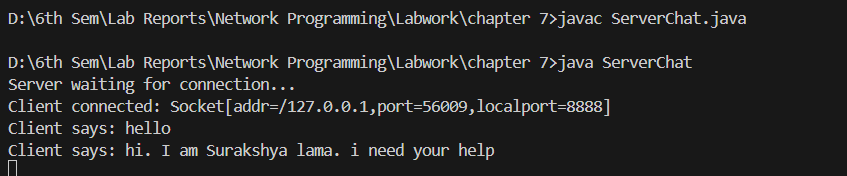 D:\6th Sem\Lab Reports\Network Programming\Labwork\chapter 7>javac ServerChat.java
D:\6th Sem\Lab Reports\Network Programming\Labwork\chapter 7>java ServerChat
Server waiting for connection...
Client connected: Socket[addr=/127.0.0.1,port=56009,localport=8888]
Client says: hello
Client says: hi. I am Surakshya lama. i need your help